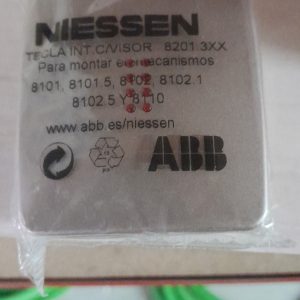 NIESSEN
TECLA INT.C/VISOR 8201.3XX
Para montar en mecanismos
8101, 8101.5, 8102, 8102.1
8102.5 Y 8110
www.abb.es/niessen
ABB